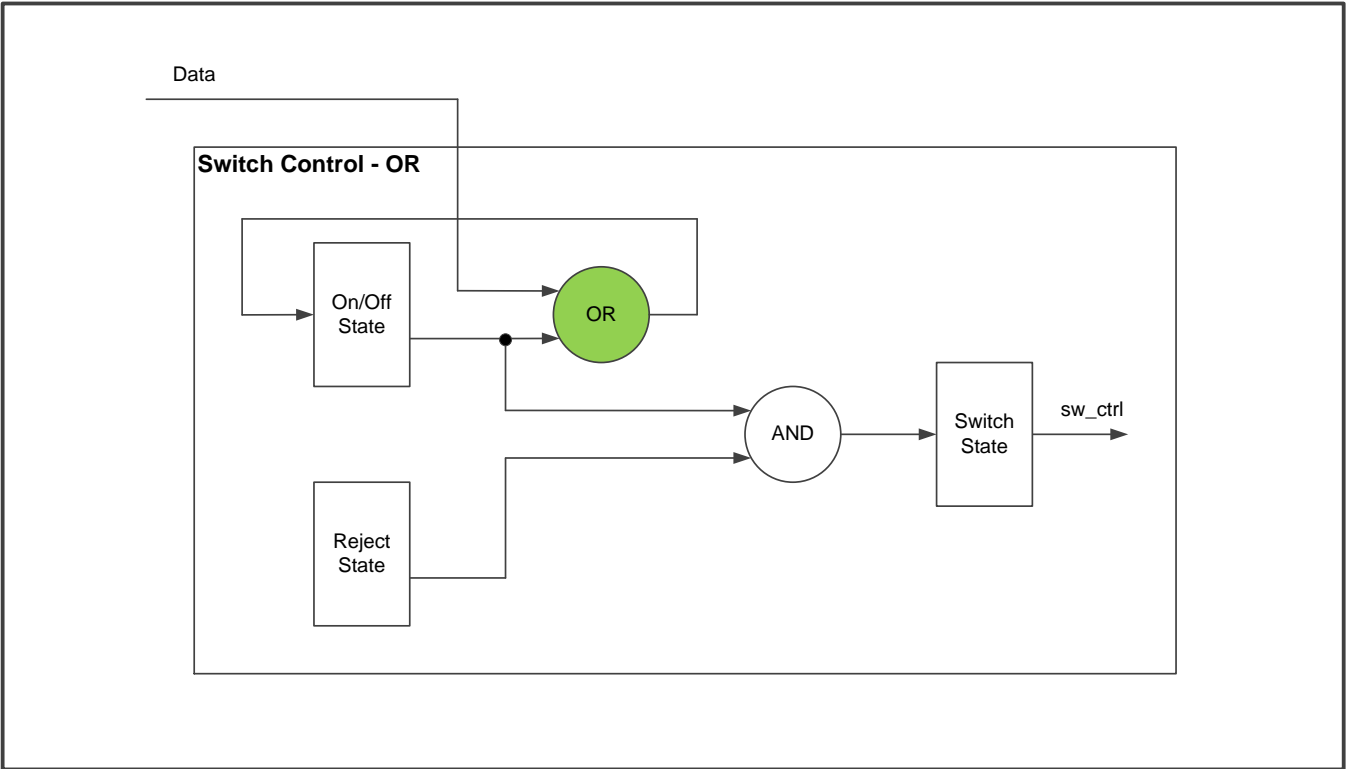 Data
Switch Control - OR
On/Off
State
OR
AND
Switch
State
sw_ctrl
Reject
State